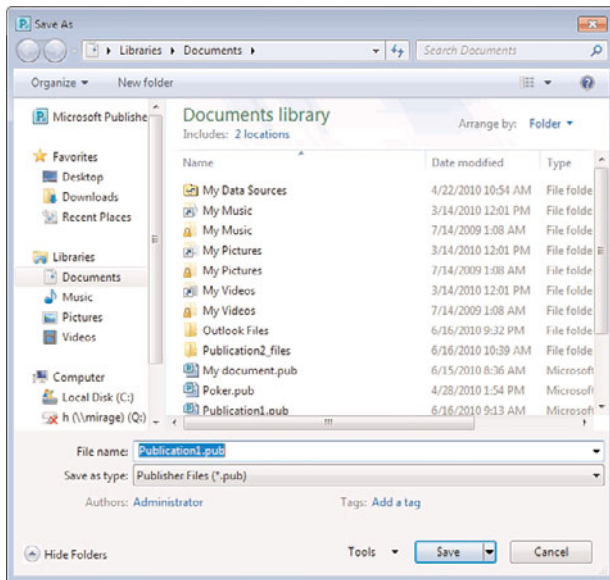 Save As
Libraries Documents Search Documents
Organize New folder
Microsoft Publishe
Favorites
Desktop
Downloads
Recent Places
Libraries
Documents
Music
Pictures
Videos
Computer
Local Disk (C:)
h (\\mirage) (Q:)
Documents library
Includes: 2 locations
Arrange by: Folder
Name Date modified Type
My Data Sources 4/22/2010 10:54 AM File folde
My Music 3/14/2010 12:01 PM File folde
My Music 7/14/2009 1:08 AM File folde
My Pictures 3/14/2010 12:01 PM File folde
My Pictures 7/14/2009 1:08 AM File folde
My Videos 3/14/2010 12:01 PM File folde
My Videos 7/14/2009 1:08 AM File folde
Outlook Files 6/16/2010 9:32 PM File folde
Publication2_files 6/16/2010 10:39 AM File folde
My document.pub 6/15/2010 8:36 AM Microsoft
Poker.pub 4/28/2010 1:54 PM Microsoft
Publication1.pub 6/16/2010 9:13 AM Microsoft
File name: Publication1.pub
Save as type: Publisher Files (*.pub)
Authors: Administrator Tags: Add a tag
Hide Folders Tools Save Cancel